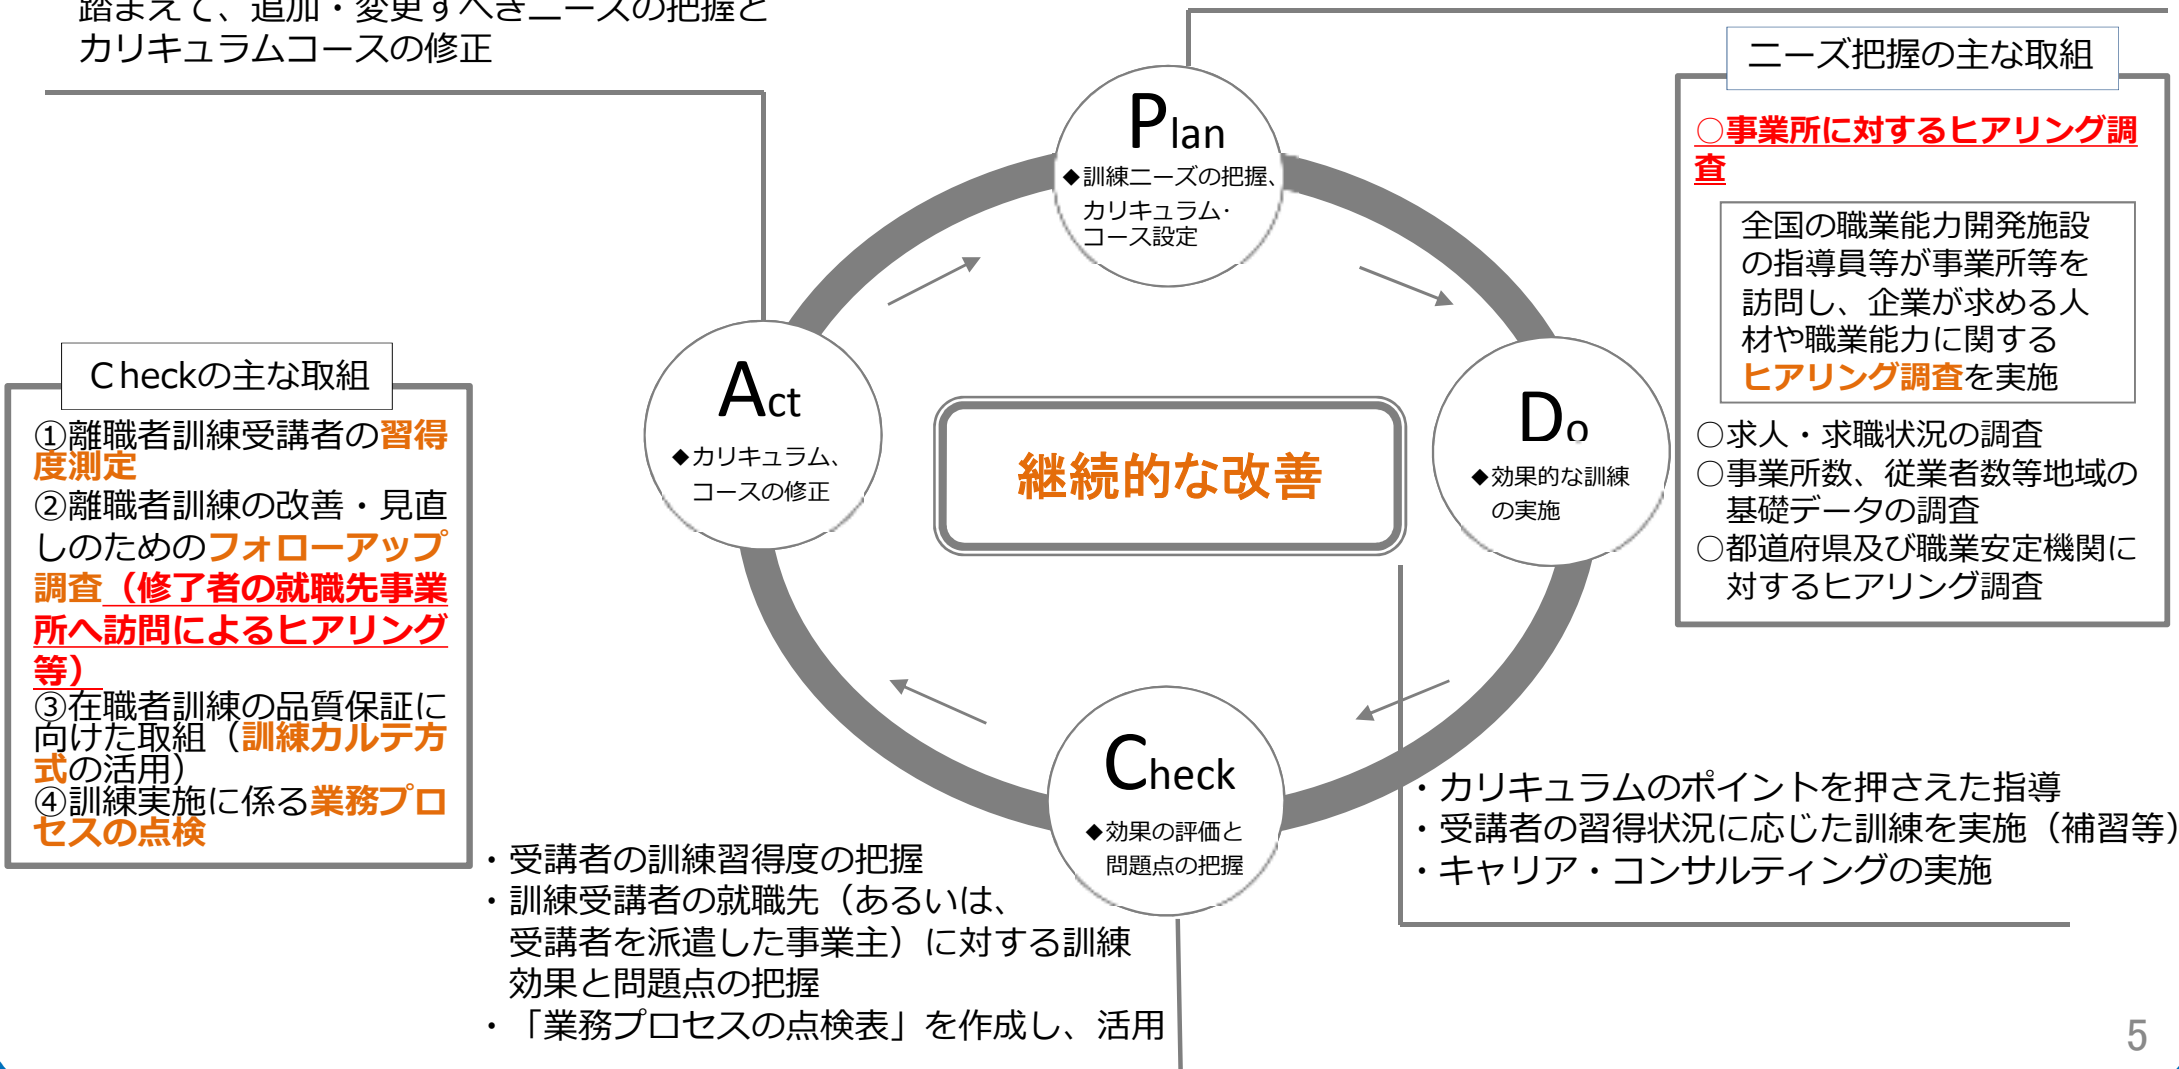 踏まえて、追加・変更すべきニーズの把握と
カリキュラムコースの修正
Plan
◆訓練ニーズの把握、
カリキュラム・
コース設定
ニーズ把握の主な取組
○事業所に対するヒアリング調
査
全国の職業能力開発施設
の指導員等が事業所等を
訪問し、企業が求める人
材や職業能力に関する
ヒアリング調査を実施
○求人・求職状況の調査
○事業所数、従業者数等地域の
基礎データの調査
○都道府県及び職業安定機関に
対するヒアリング調査
Act
◆カリキュラム、
コースの修正
継続的な改善
Do
◆効果的な訓練
の実施
Checkの主な取組
①離職者訓練受講者の習得
度測定
②離職者訓練の改善・見直
しのためのフォローアップ
調査（修了者の就職先事業
所へ訪問によるヒアリング
等）
③在職者訓練の品質保証に
向けた取組（訓練カルテ方
式の活用）
④訓練実施に係る業務プロ
セスの点検
Check
◆効果の評価と
問題点の把握
・カリキュラムのポイントを押さえた指導
・受講者の習得状況に応じた訓練を実施（補習等）
・キャリア・コンサルティングの実施
・受講者の訓練習得度の把握
・訓練受講者の就職先（あるいは、
受講者を派遣した事業主）に対する訓練
効果と問題点の把握
・「業務プロセスの点検表」を作成し、活用
5